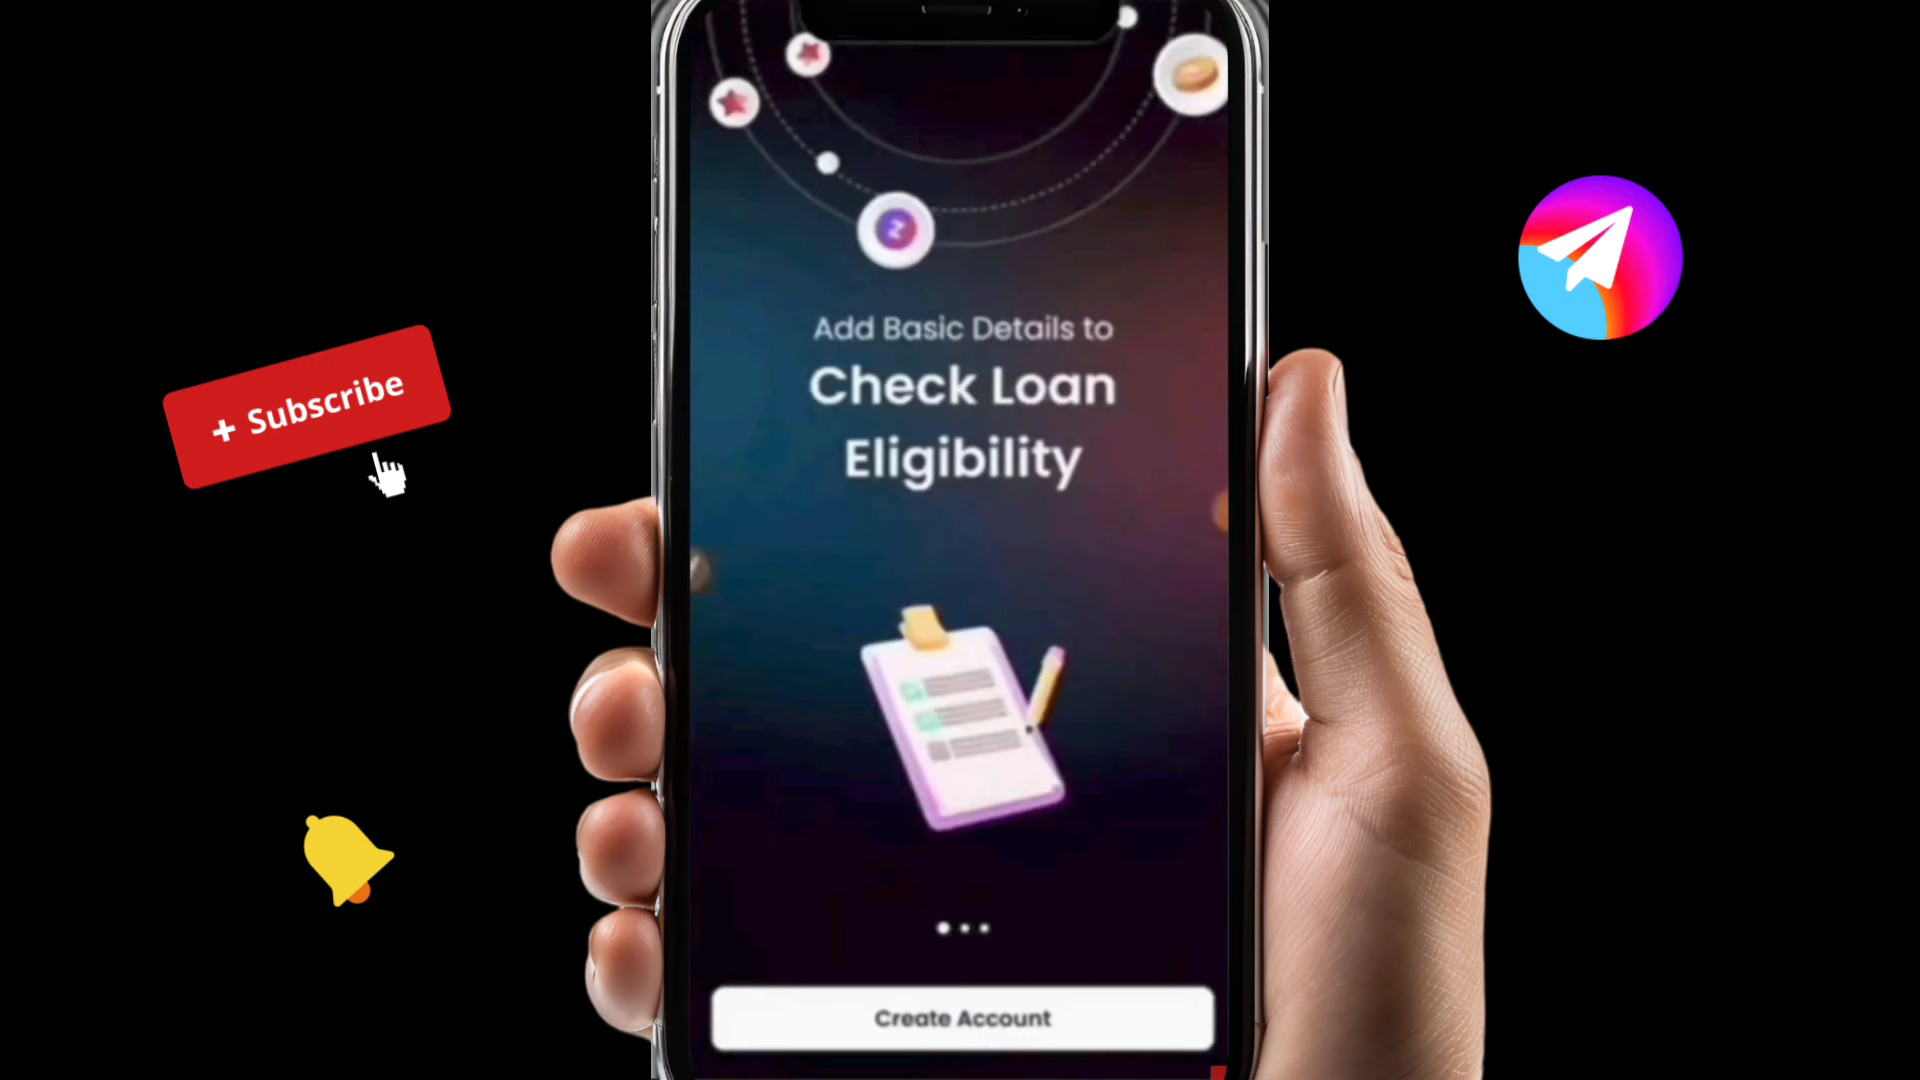 Z
Add Basic Details to
Check Loan
Eligibility
+ Subscribe
Create Account